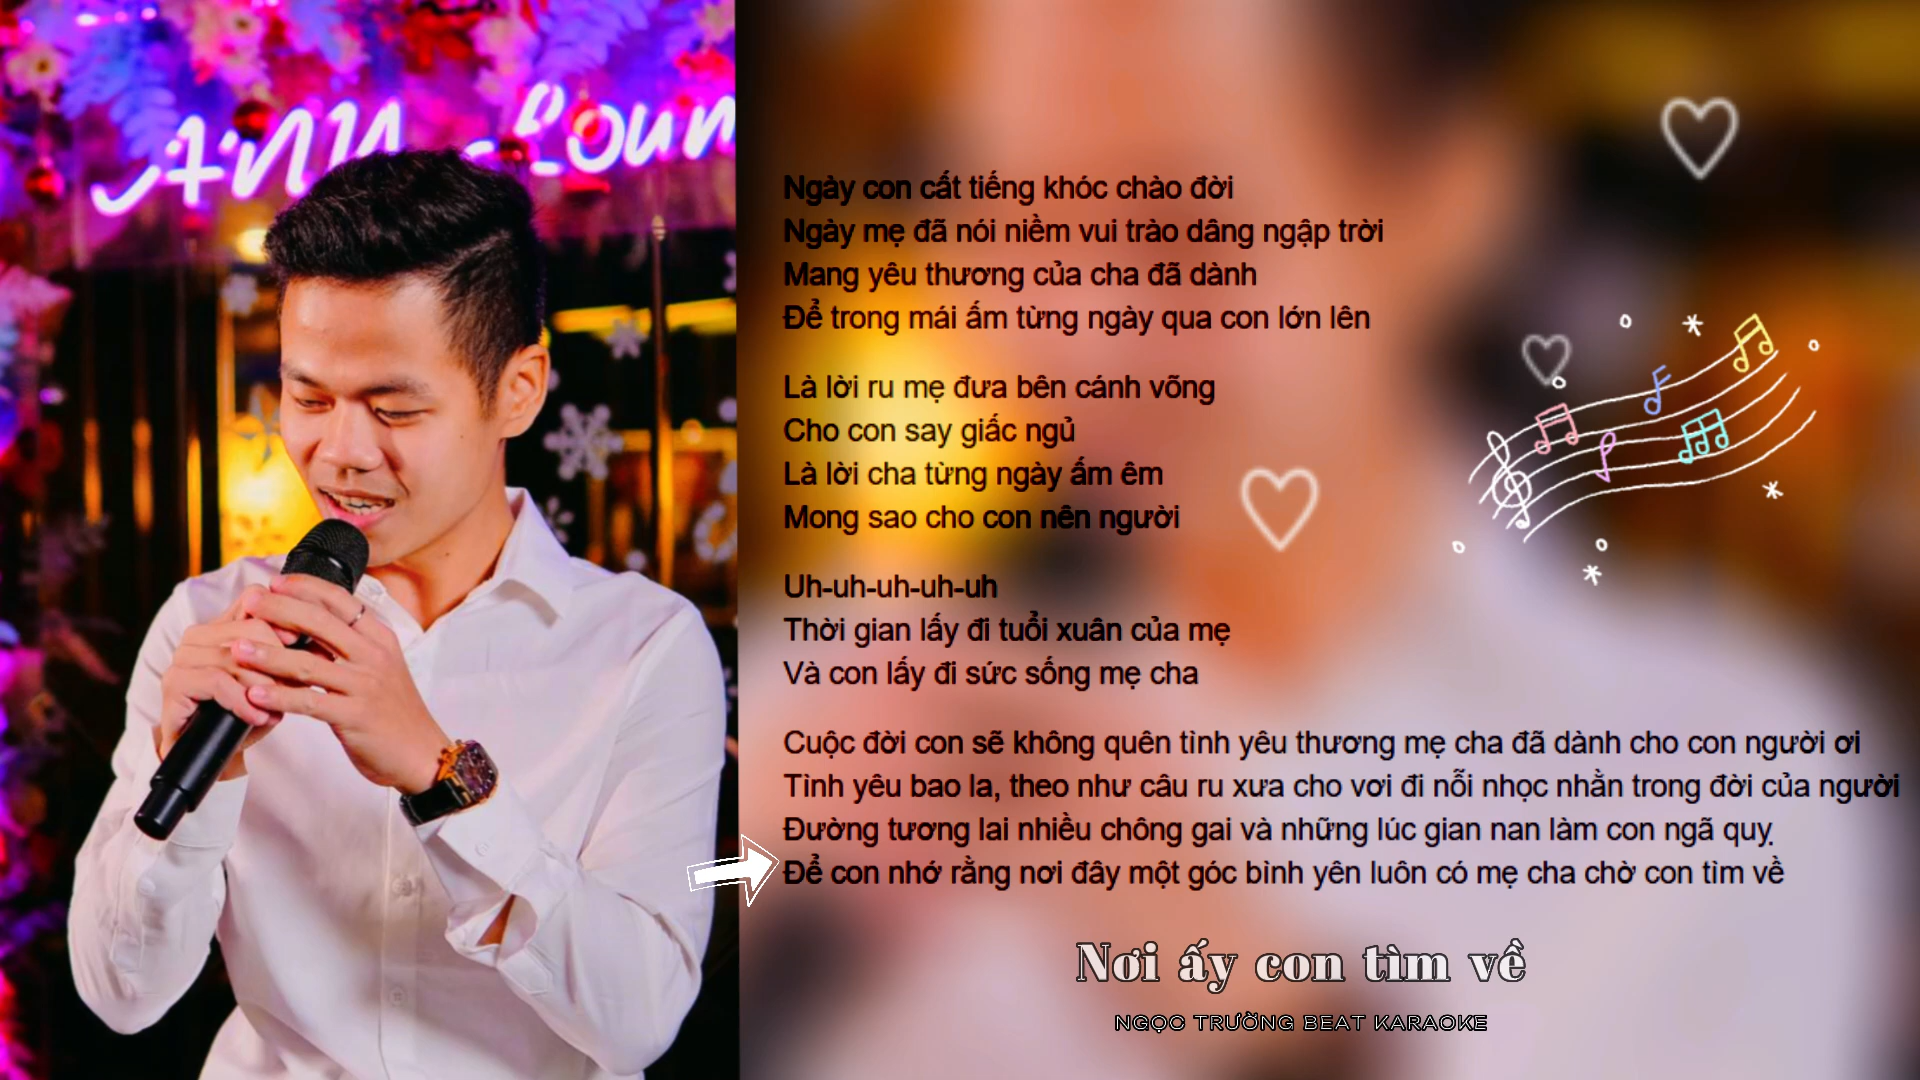 Ngày con cất tiếng khóc chào đời
Ngày mẹ đã nói niềm vui trào dâng ngập trời
Mang yêu thương của cha đã dành
Để trong mái ấm từng ngày qua con lớn lên
Là lời ru mẹ đưa bên cánh võng
Cho con say giấc ngủ
Là lời cha từng ngày ấm êm
Mong sao cho con nên người
Uh-uh-uh-uh-uh
Thời gian lấy đi tuổi xuân của mẹ
Và con lấy đi sức sống mẹ cha
Cuộc đời con sẽ không quên tình yêu thương mẹ cha đã dành cho con người ơi
Tình yêu bao la, theo như câu ru xưa cho vơi đi nỗi nhọc nhằn trong đời của người
Đường tương lai nhiều chông gai và những lúc gian nan làm con ngã quỵ
Để con nhớ rằng nơi đây một góc bình yên luôn có mẹ cha chờ con tìm về
Nơi ấy con tìm về
NGỌC TRƯỜNG BEAT KARAOKE